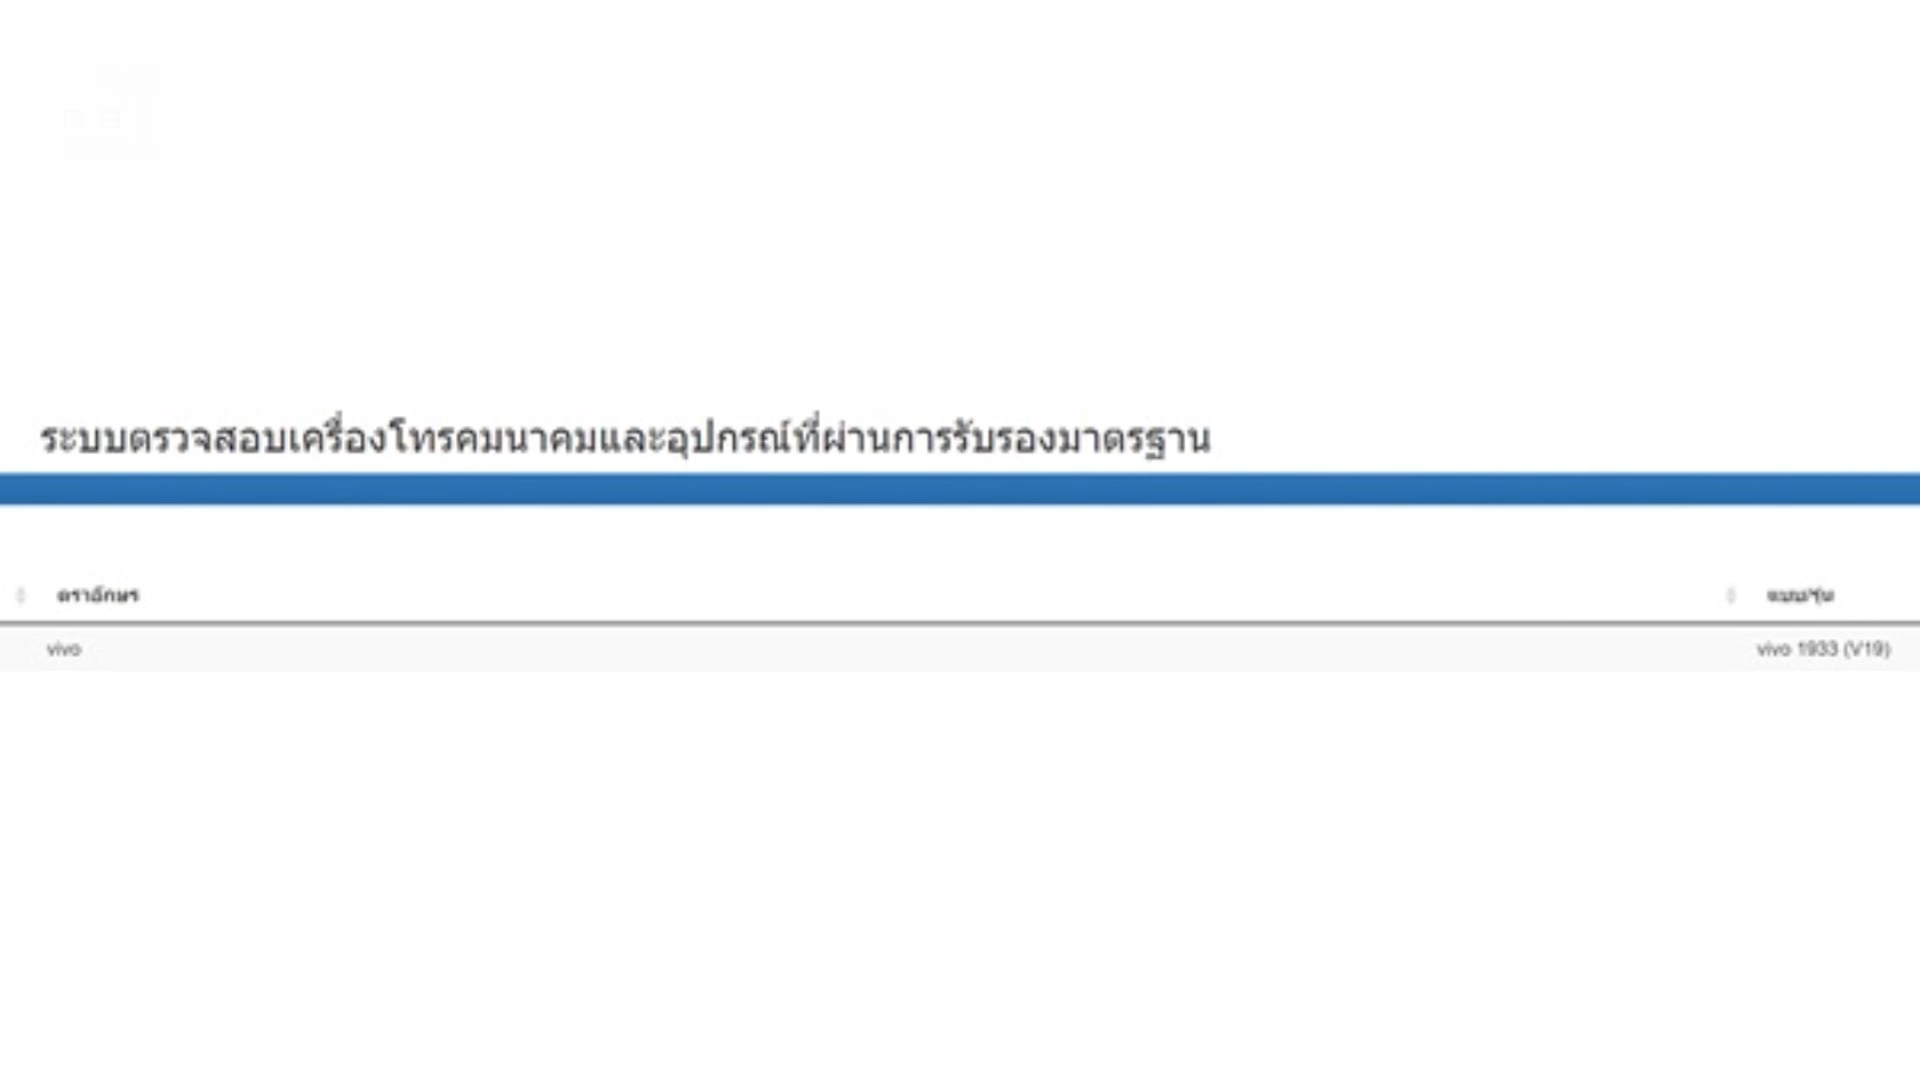 ระบบตรวจสอบเครื่องโทรคมนาคมและอุปกรณ์ที่ผ่านการรับรองมาตรฐาน
ตราอักษร แบบ/รุ่น
vivo vivo 1933 (V19)